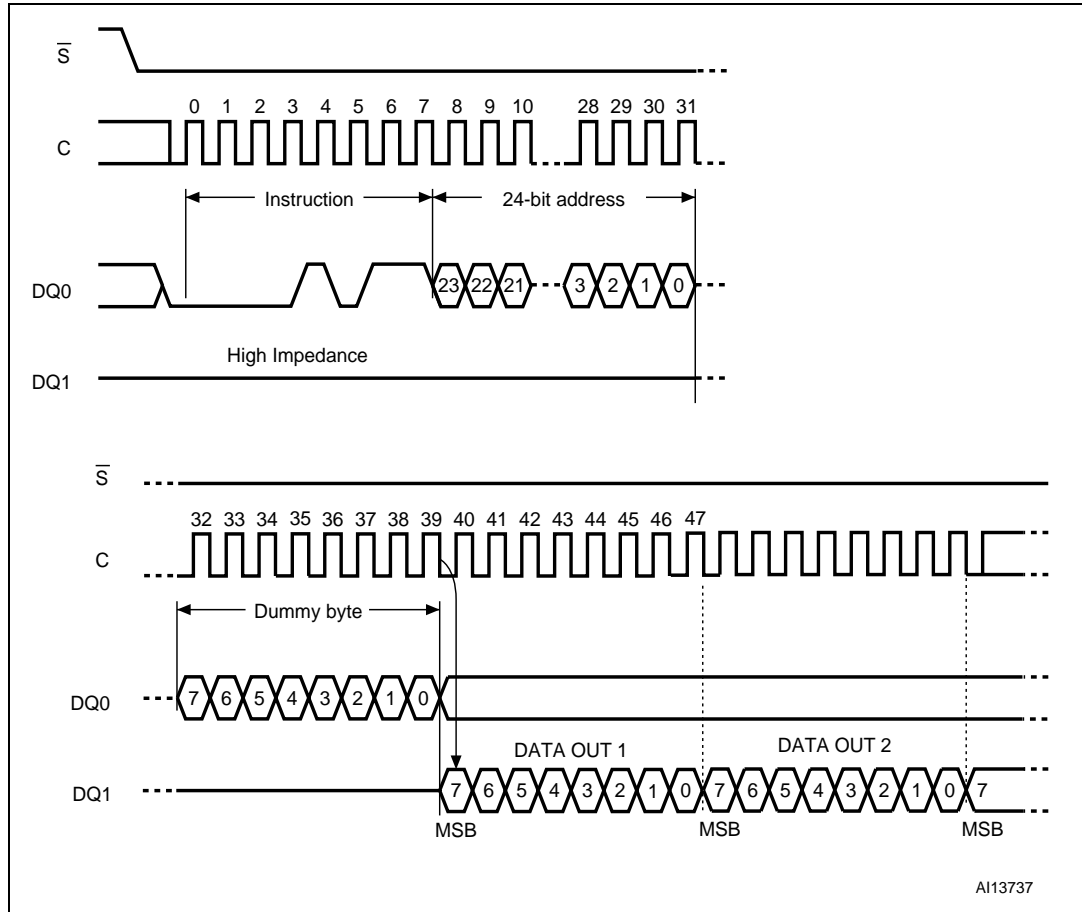 S
0 1 2 3 4 5 6 7 8 9 10 28 29 30 31
C
Instruction 24-bit address
DQ0 23 22 21 3 2 1 0
High Impedance
DQ1
S
32 33 34 35 36 37 38 39 40 41 42 43 44 45 46 47
C
Dummy byte
DQ0 7 6 5 4 3 2 1 0
DATA OUT 1 DATA OUT 2
DQ1 7 6 5 4 3 2 1 0 7 6 5 4 3 2 1 0 7
MSB MSB MSB
AI13737